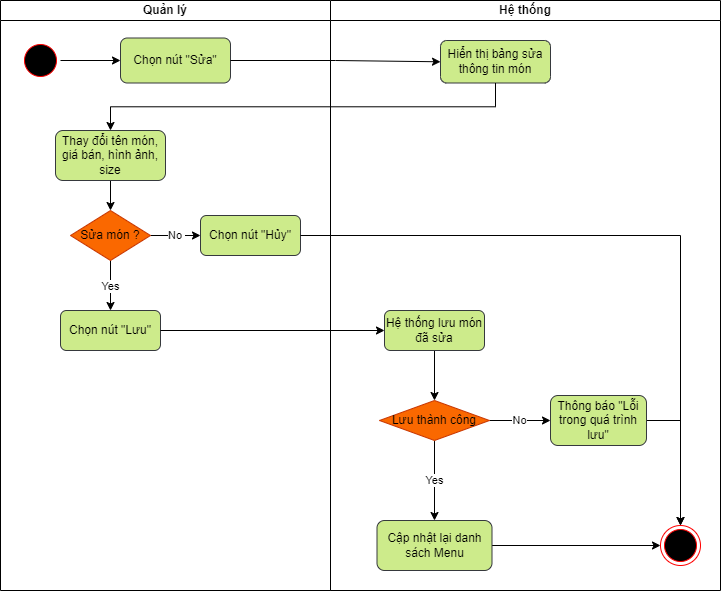 Quản lý
Hệ thống
Chọn nút "Sửa"
Hiển thị bảng sửa
thông tin món
Thay đổi tên món,
giá bán, hình ảnh,
size
Sửa món ?
No
Chọn nút "Hủy"
Yes
Chọn nút "Lưu"
Hệ thống lưu món
đã sửa
Lưu thành công
No
Thông báo "Lỗi
trong quá trình
lưu"
Yes
Cập nhật lại danh
sách Menu